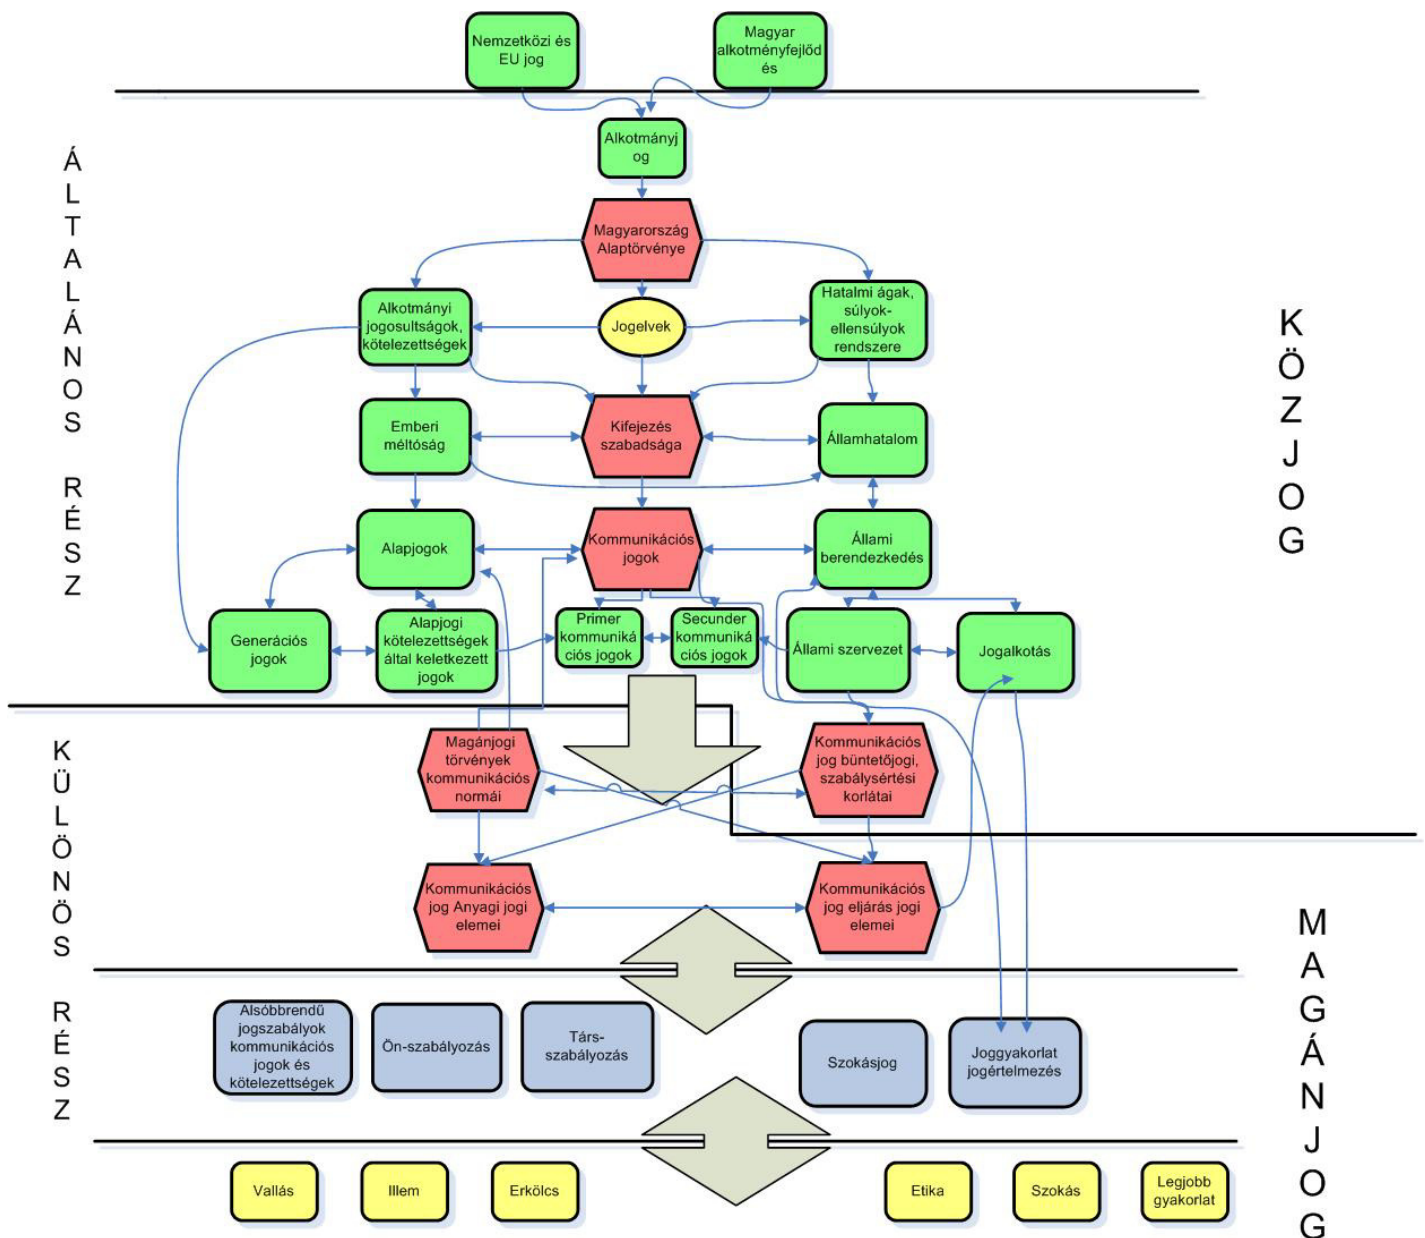 Nemzetközi és
EU jog
Magyar
alkotményfejlőd
és
Alkotmányj
og
Magyarország
Alaptörvénye
Alkotmányi
jogosultságok,
kötelezettségek
Jogelvek
Hatalmi ágak,
súlyok-
ellensúlyok
rendszere
Emberi
méltóság
Kifejezés
szabadsága
Államhatalom
Alapjogok
Kommunikációs
jogok
Állami
berendezkedés
Generációs
jogok
Alapjogi
kötelezettségek
által keletkezett
jogok
Primer
kommuniká
ciós jogok
Secunder
kommuniká
ciós jogok
Állami szervezet
Jogalkotás
ÁLTALÁNOS RÉSZ
KÖZJOG
Magánjogi
törvények
kommunikációs
normái
Kommunikációs
jog büntetőjogi,
szabálysértési
korlátai
Kommunikációs
jog Anyagi jogi
elemei
Kommunikációs
jog eljárás jogi
elemei
KÜLÖNÖS RÉSZ
MAGÁNJOG
Alsóbbrendű
jogszabályok
kommunikációs
jogok és
kötelezettségek
Ön-szabályozás
Társ-
szabályozás
Szokásjog
Joggyakorlat
jogértelmezés
Vallás
Illem
Erkölcs
Etika
Szokás
Legjobb
gyakorlat